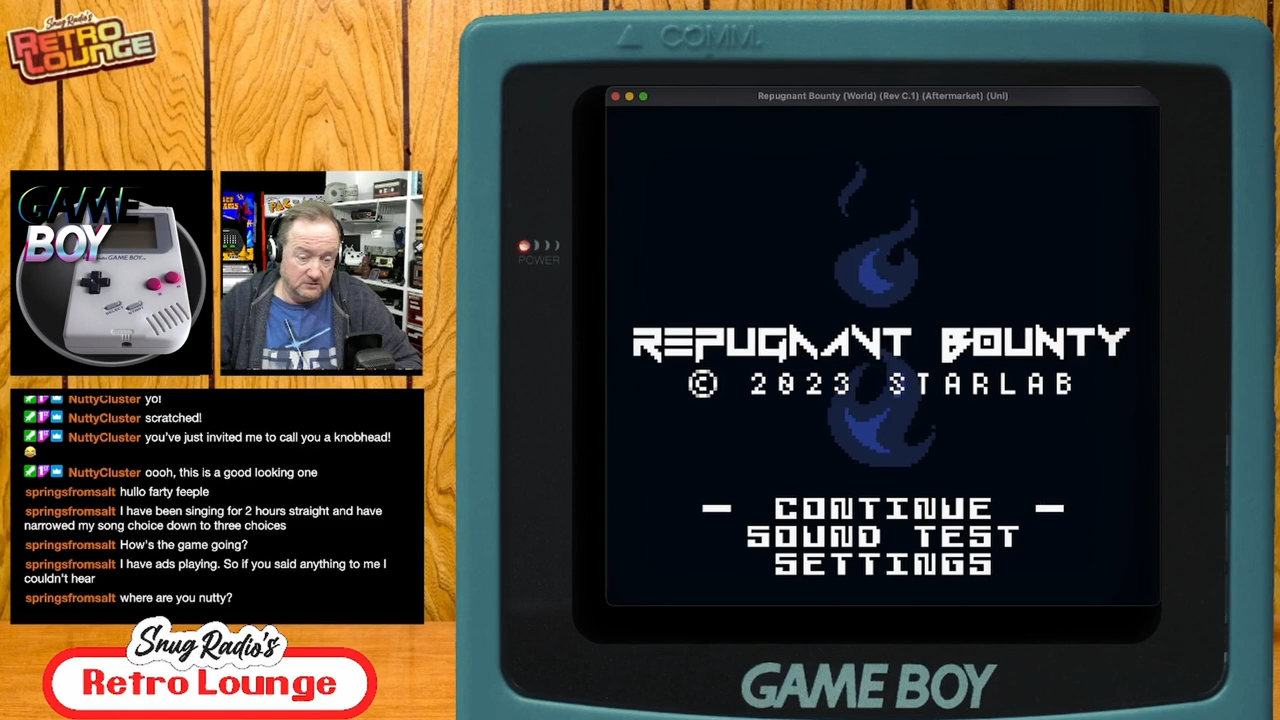 Snug Radio's
RETRO
LOUNGE
COMM.
Repugnant Bounty (World) (Rev C.1) (Aftermarket) (Uni)
GAME
BOY
GAME BOY
SELECT
START
PAC
POWER
REPUGNANT BOUNTY
© 2023 STARLAB
— CONTINUE —
SOUND TEST
SETTINGS
NuttyCluster yo!
NuttyCluster scratched!
NuttyCluster you've just invited me to call you a knobhead!
😂
NuttyCluster oooh, this is a good looking one
springsfromsalt hullo farty feeple
springsfromsalt I have been singing for 2 hours straight and have
narrowed my song choice down to three choices
springsfromsalt How's the game going?
springsfromsalt I have ads playing. So if you said anything to me I
couldn't hear
springsfromsalt where are you nutty?
Snug Radio's
Retro Lounge
GAME BOY